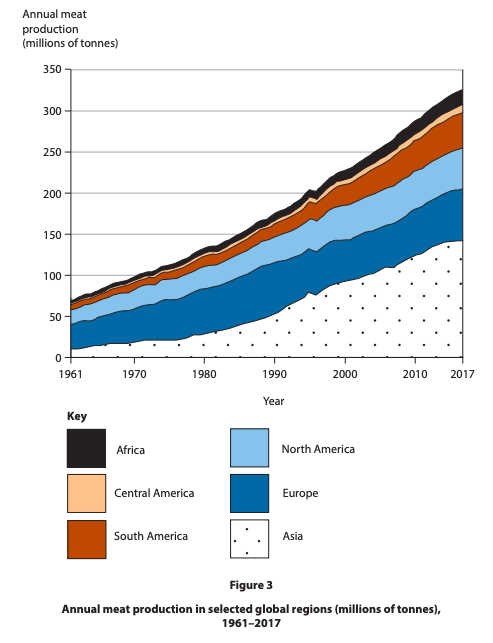 Annual meat
production
(millions of tonnes)
350
300
250
200
150
100
50
0
1961 1970 1980 1990 2000 2010 2017
Year
Key
Africa North America
Central America Europe
South America Asia
Figure 3
Annual meat production in selected global regions (millions of tonnes),
1961–2017